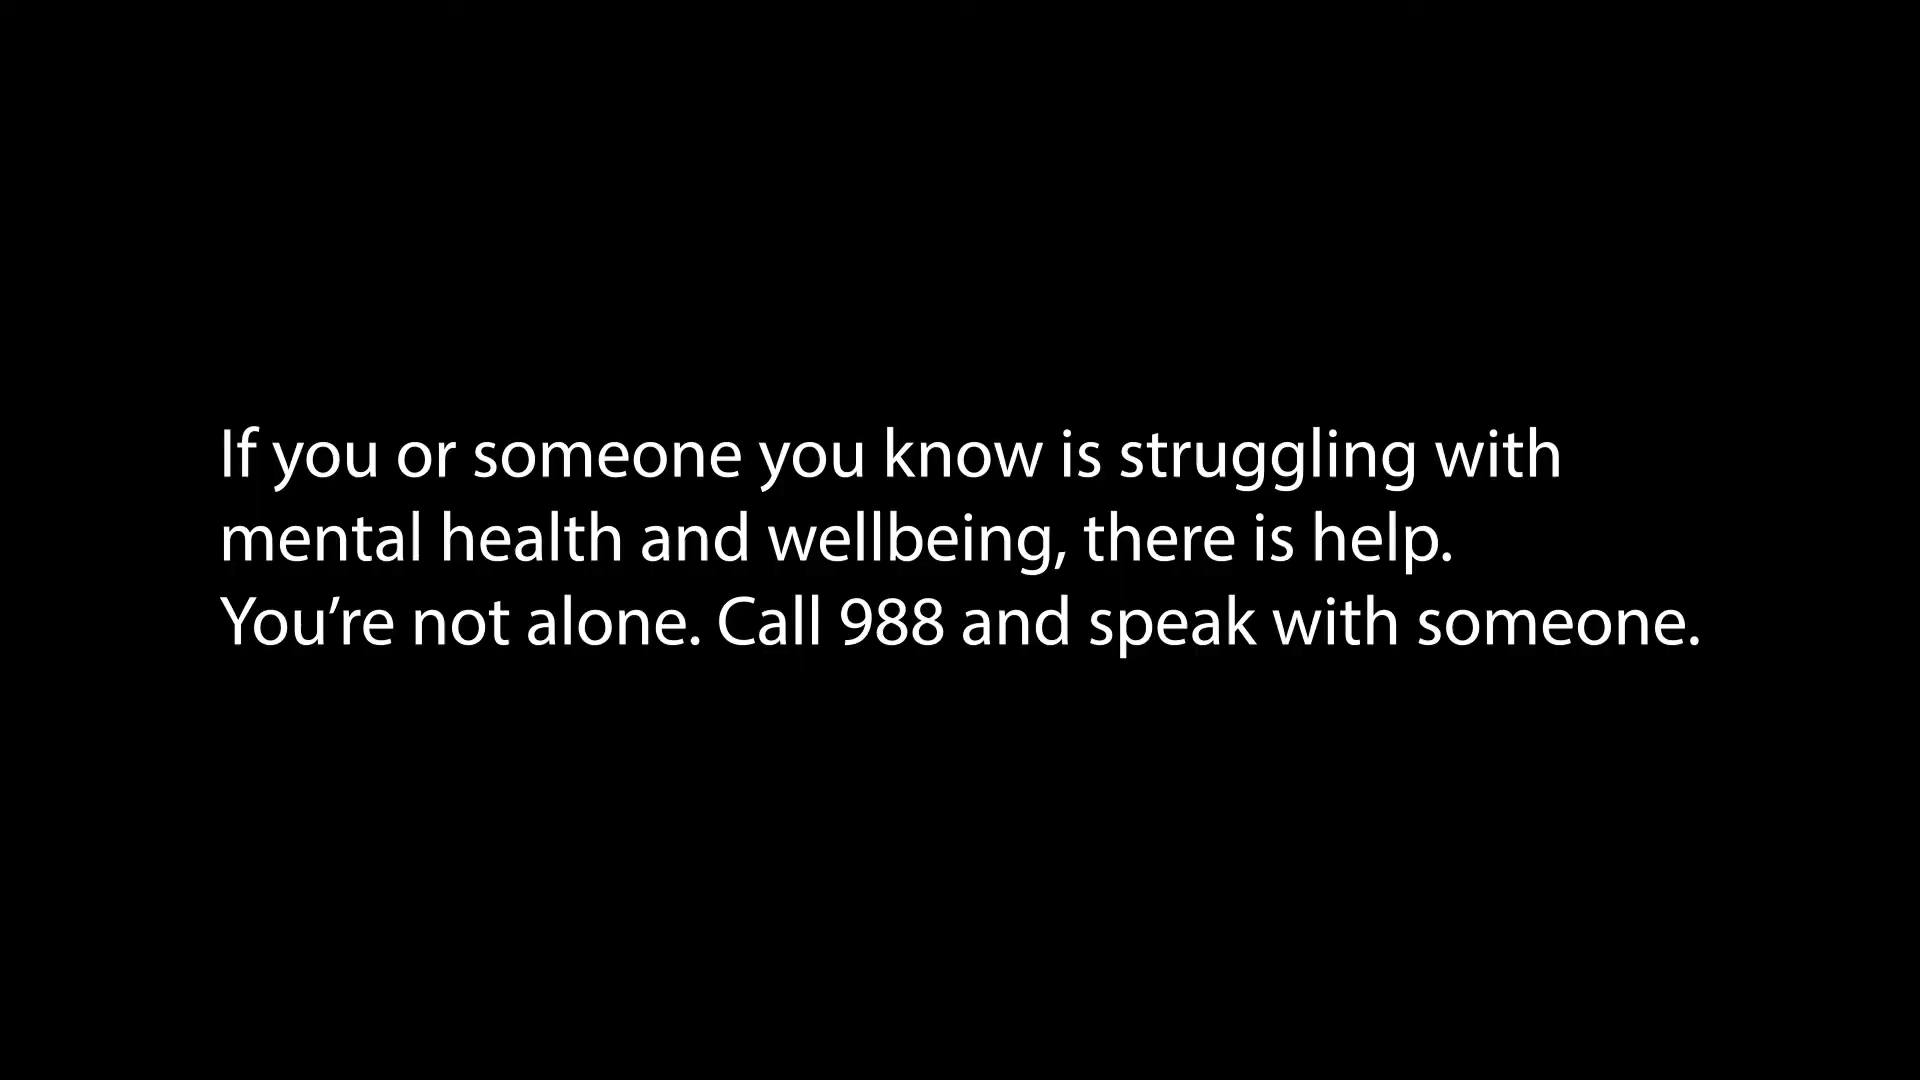 If you or someone you know is struggling with
mental health and wellbeing, there is help.
You’re not alone. Call 988 and speak with someone.